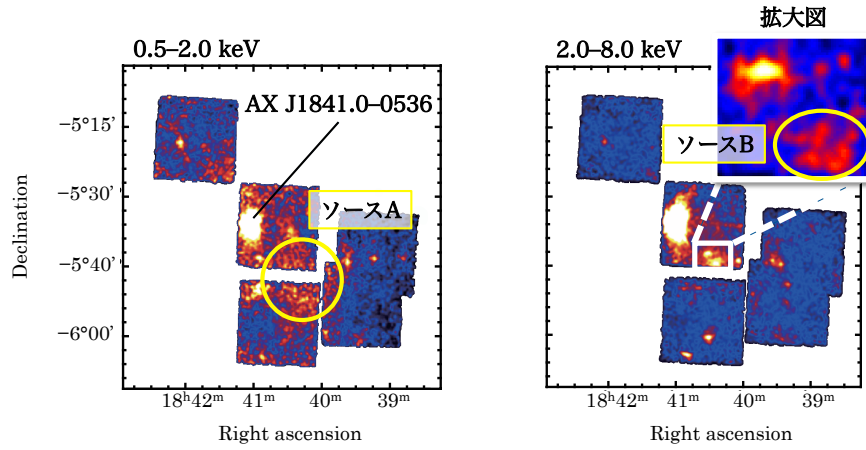 拡大図
0.5–2.0 keV
2.0–8.0 keV
AX J1841.0–0536
ソースA
ソースB
Declination
−5°15’
−5°30’
−5°40’
−6°00’
18ʰ42ᵐ
41ᵐ
40ᵐ
39ᵐ
Right ascension
18ʰ42ᵐ
41ᵐ
40ᵐ
39ᵐ
Right ascension